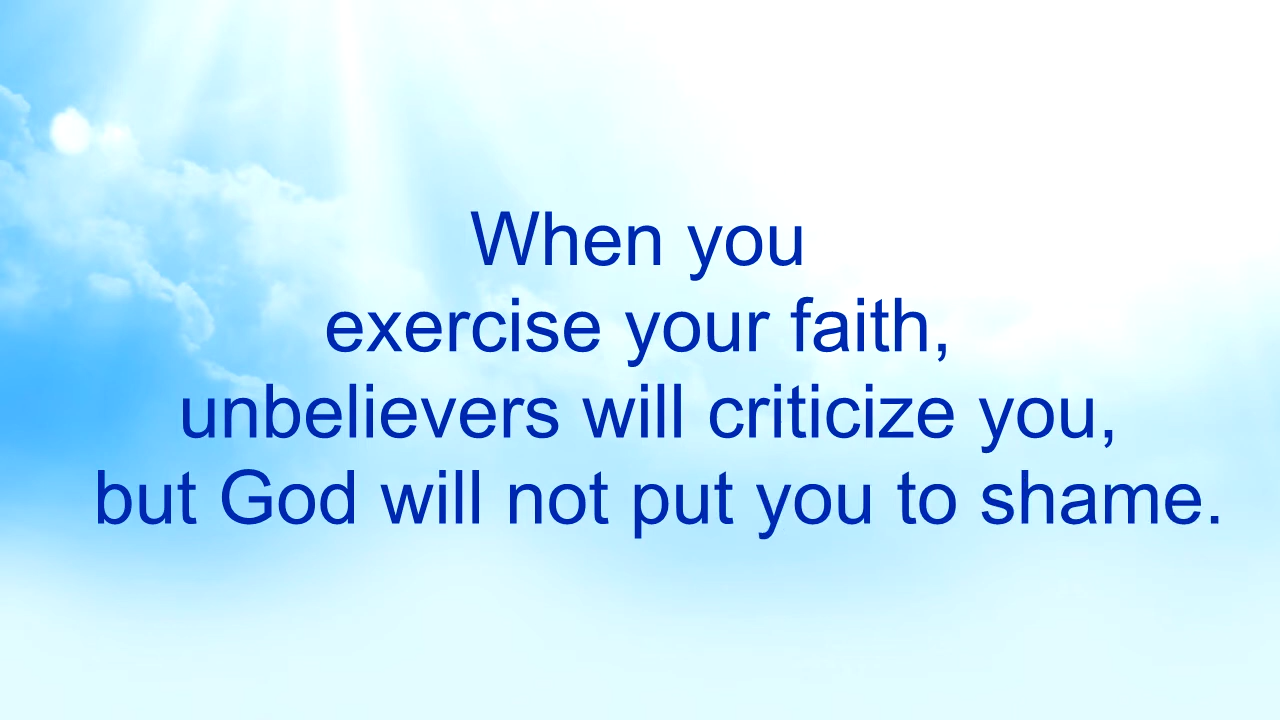 When you
exercise your faith,
unbelievers will criticize you,
but God will not put you to shame.